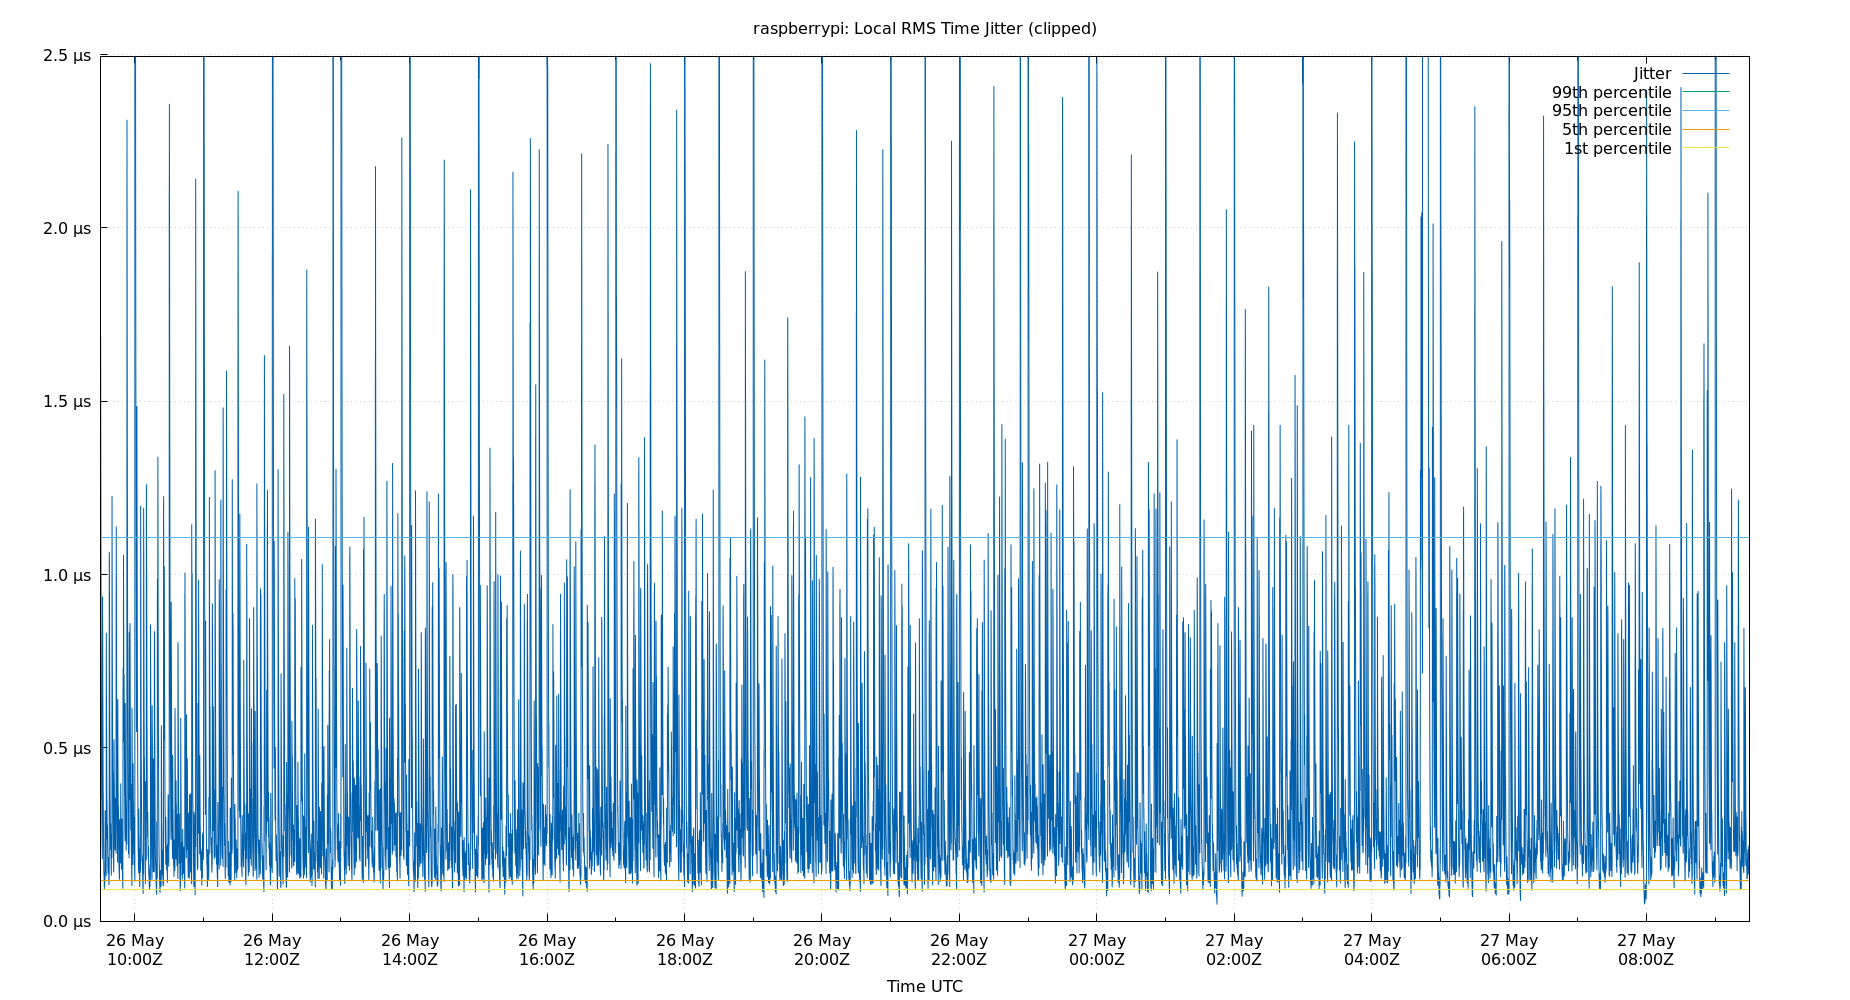 raspberrypi: Local RMS Time Jitter (clipped)
2.5 µs
2.0 µs
1.5 µs
1.0 µs
0.5 µs
0.0 µs
Jitter
99th percentile
95th percentile
5th percentile
1st percentile
26 May 26 May 26 May 26 May 26 May 26 May 26 May 27 May 27 May 27 May 27 May 27 May
10:00Z 12:00Z 14:00Z 16:00Z 18:00Z 20:00Z 22:00Z 00:00Z 02:00Z 04:00Z 06:00Z 08:00Z
Time UTC